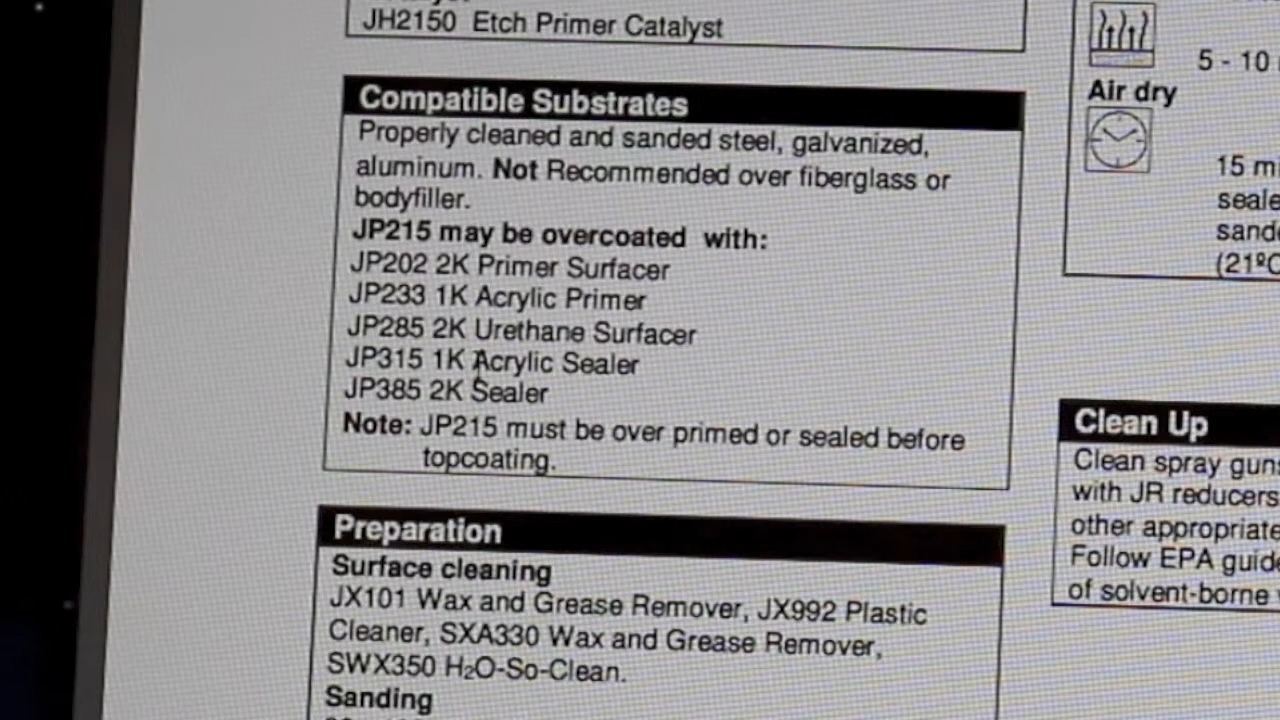 JH2150 Etch Primer Catalyst
Compatible Substrates
Properly cleaned and sanded steel, galvanized,
aluminum. Not Recommended over fiberglass or
bodyfiller.
JP215 may be overcoated with:
JP202 2K Primer Surfacer
JP233 1K Acrylic Primer
JP285 2K Urethane Surfacer
JP315 1K Acrylic Sealer
JP385 2K Sealer
Note: JP215 must be over primed or sealed before
topcoating.
Preparation
Surface cleaning
JX101 Wax and Grease Remover, JX992 Plastic
Cleaner, SXA330 Wax and Grease Remover,
SWX350 H₂O-So-Clean.
Sanding
5 - 10
Air dry
15
(21ºC
Clean Up
Clean spray
with JR reducers
other appropriate
Follow EPA
of solvent-borne